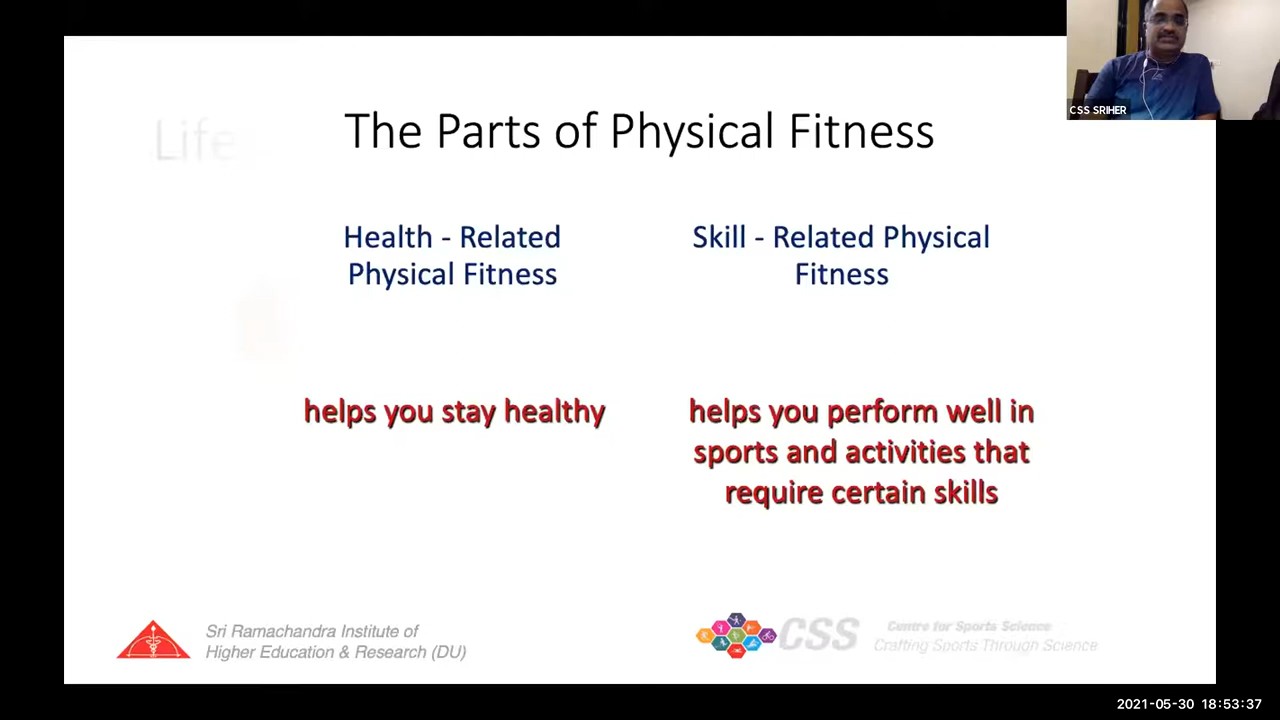 CSS SRIHER
Life
The Parts of Physical Fitness
Health - Related
Physical Fitness
Skill - Related Physical
Fitness
helps you stay healthy
helps you perform well in
sports and activities that
require certain skills
Sri Ramachandra Institute of
Higher Education & Research (DU)
CSS
Centre for Sports Science
Crafting Sports Through Science
2021-05-30 18:53:37